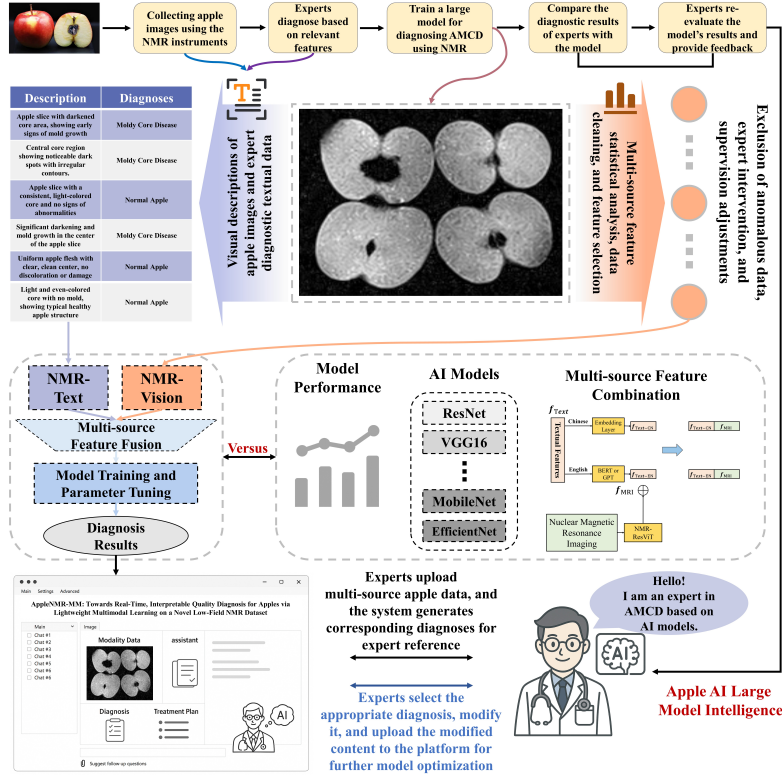 Collecting apple
images using the
NMR instruments
Experts
diagnose based
on relevant
features
Train a large
model for
diagnosing AMCD
using NMR
Compare the
diagnostic results
of experts with
the model
Experts re-
evaluate the
model's results and
provide feedback
Description Diagnoses
Apple slice with darkened
core area, showing early
signs of mold growth
Moldy Core Disease
Central core region
showing noticeable dark
spots with irregular
contours.
Moldy Core Disease
Apple slice with a
consistent, light-colored
core and no signs of
abnormalities
Normal Apple
Significant darkening and
mold growth in the center
of the apple slice
Moldy Core Disease
Uniform apple flesh with
clear, clean center, no
discoloration or damage
Normal Apple
Light and even-colored
core with no mold,
showing typical healthy
apple structure
Normal Apple
T
Visual descriptions of
apple images and expert
diagnostic textual data
Multi-source feature
statistical analysis, data
cleaning, and feature selection
Exclusion of anomalous data,
expert intervention, and
supervision adjustments
NMR-
Text
NMR-
Vision
Multi-source
Feature Fusion
Model Training and
Parameter Tuning
Diagnosis
Results
Versus
Model
Performance
AI Models
ResNet
VGG16
MobileNet
EfficientNet
Multi-source Feature
Combination
fText
Textual Features
Chinese
Embedding
Layer
fText-CN
fText-CN fMRI
English
BERT or
GPT
fText-EN
fText-EN fMRI
fMRI
Nuclear Magnetic
Resonance
Imaging
NMR-
ResViT
Main Settings Advanced
AppleNMR-MM: Towards Real-Time, Interpretable Quality Diagnosis for Apples via
Lightweight Multimodal Learning on a Novel Low-Field NMR Dataset
Main
Chat #1
Chat #2
Chat #3
Chat #4
Chat #5
Chat #6
Chat #6
Image
Modality Data
assistant
Diagnosis
Treatment Plan
AI
Suggest follow-up questions
Experts upload
multi-source apple data, and
the system generates
corresponding diagnoses for
expert reference
Experts select the
appropriate diagnosis, modify
it, and upload the modified
content to the platform for
further model optimization
Hello!
I am an expert in
AMCD based on
AI models.
AI
Apple AI Large
Model Intelligence